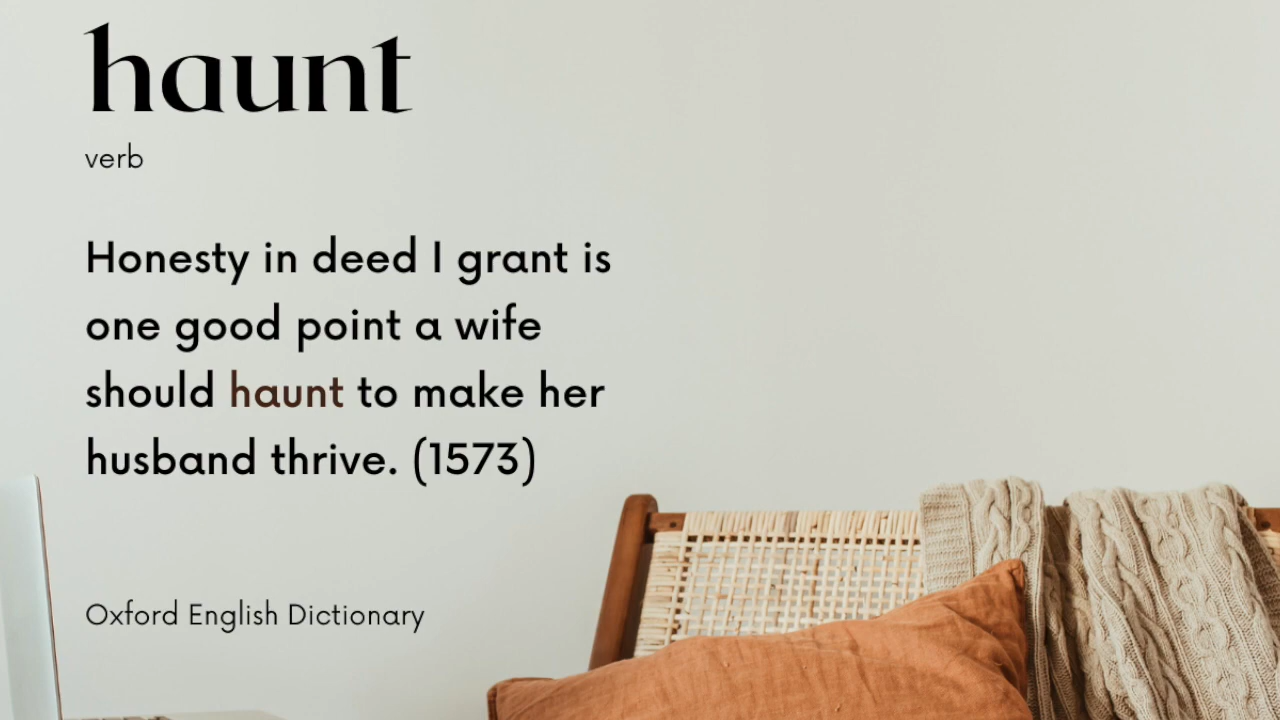 haunt
verb
Honesty in deed I grant is
one good point a wife
should haunt to make her
husband thrive. (1573)
Oxford English Dictionary